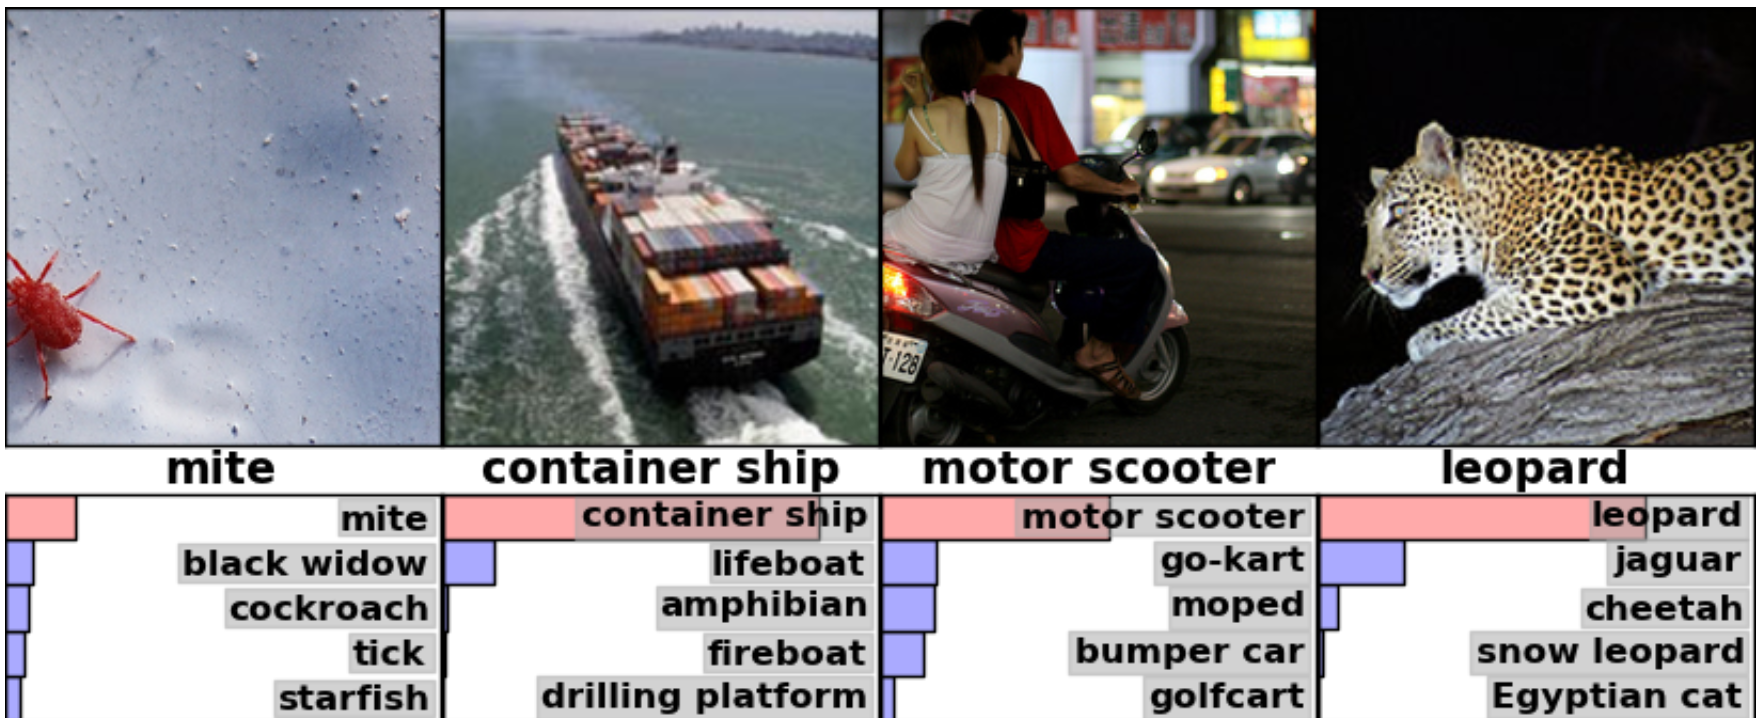 T-128
mite
container ship
motor scooter
leopard
mite
black widow
cockroach
tick
starfish
container ship
lifeboat
amphibian
fireboat
drilling platform
motor scooter
go-kart
moped
bumper car
golfcart
leopard
jaguar
cheetah
snow leopard
Egyptian cat